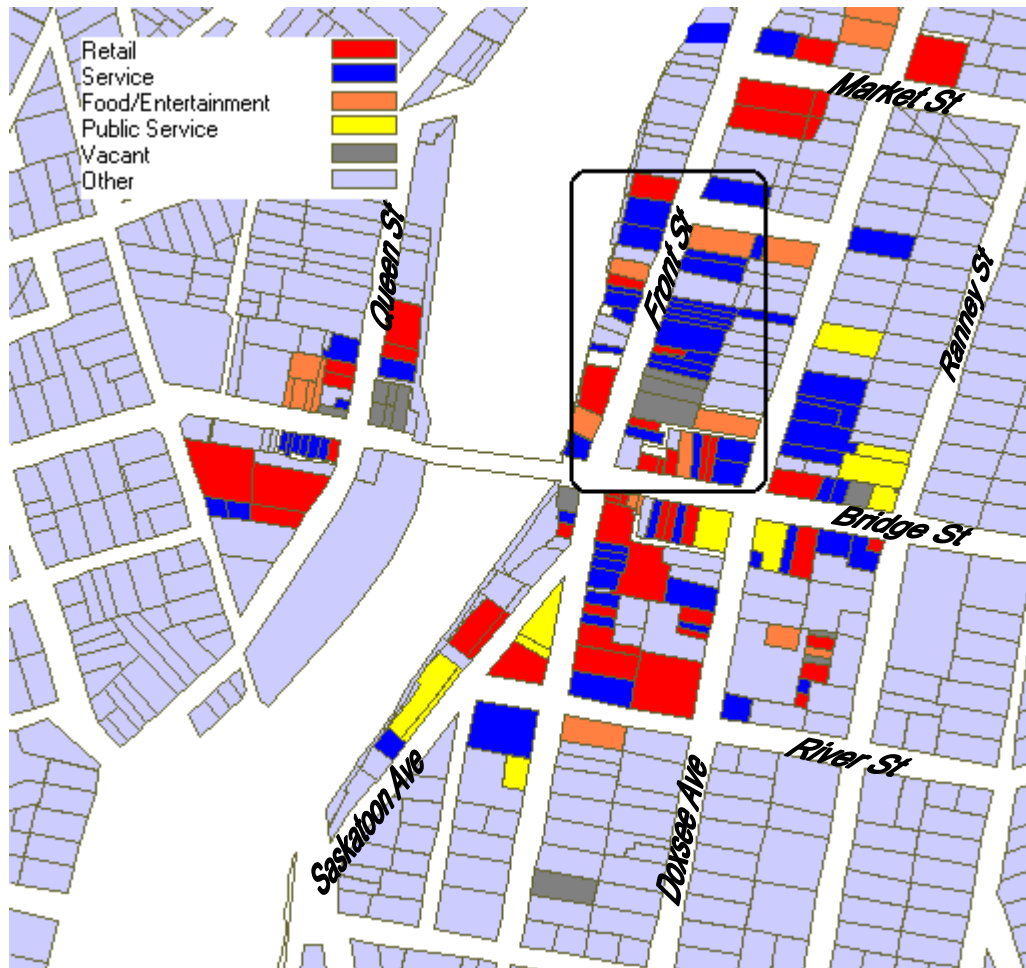 Retail
Service
Food/Entertainment
Public Service
Vacant
Other
Market St
Queen St
Front St
Ranney St
Bridge St
River St
Saskatoon Ave
Doxsee Ave